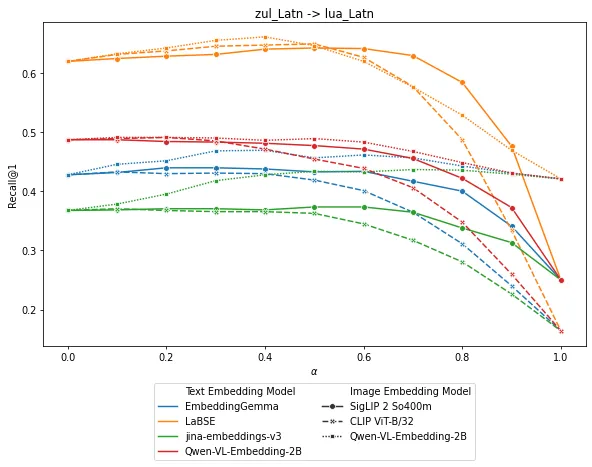 zul_Latn -> lua_Latn
Recall@1
0.6
0.5
0.4
0.3
0.2
0.0 0.2 0.4 0.6 0.8 1.0
α
Text Embedding Model Image Embedding Model
EmbeddingGemma SigLIP 2 So400m
LaBSE CLIP ViT-B/32
jina-embeddings-v3 Qwen-VL-Embedding-2B
Qwen-VL-Embedding-2B